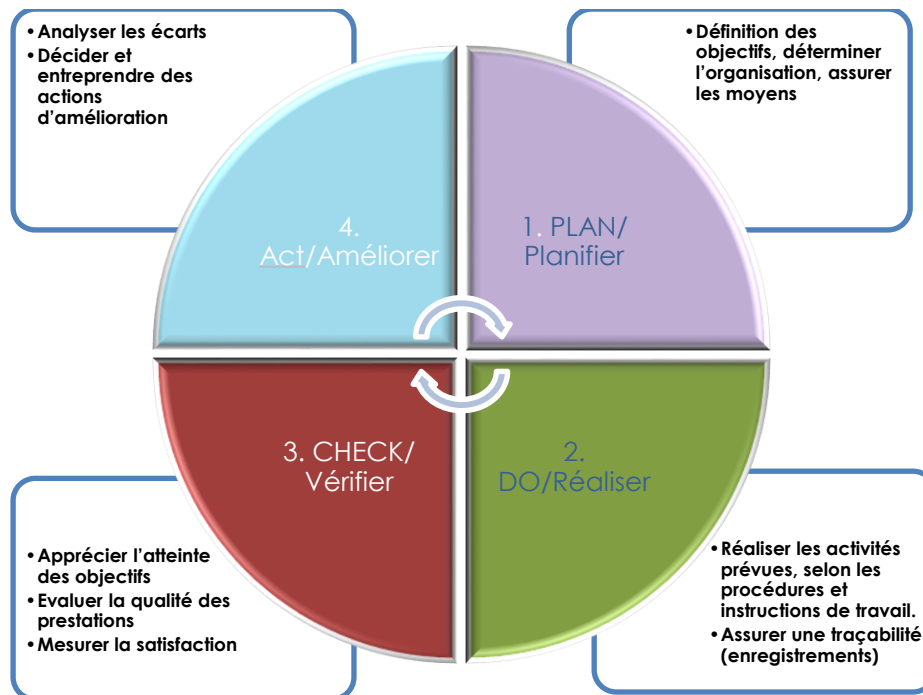 • Analyser les écarts
• Décider et
entreprendre des
actions
d'amélioration
• Définition des
objectifs, déterminer
l'organisation, assurer
les moyens
4.
Act/Améliorer
1. PLAN/
Planifier
3. CHECK/
Vérifier
2.
DO/Réaliser
• Apprécier l'atteinte
des objectifs
• Evaluer la qualité des
prestations
• Mesurer la satisfaction
• Réaliser les activités
prévues, selon les
procédures et
instructions de travail.
• Assurer une traçabilité
(enregistrements)